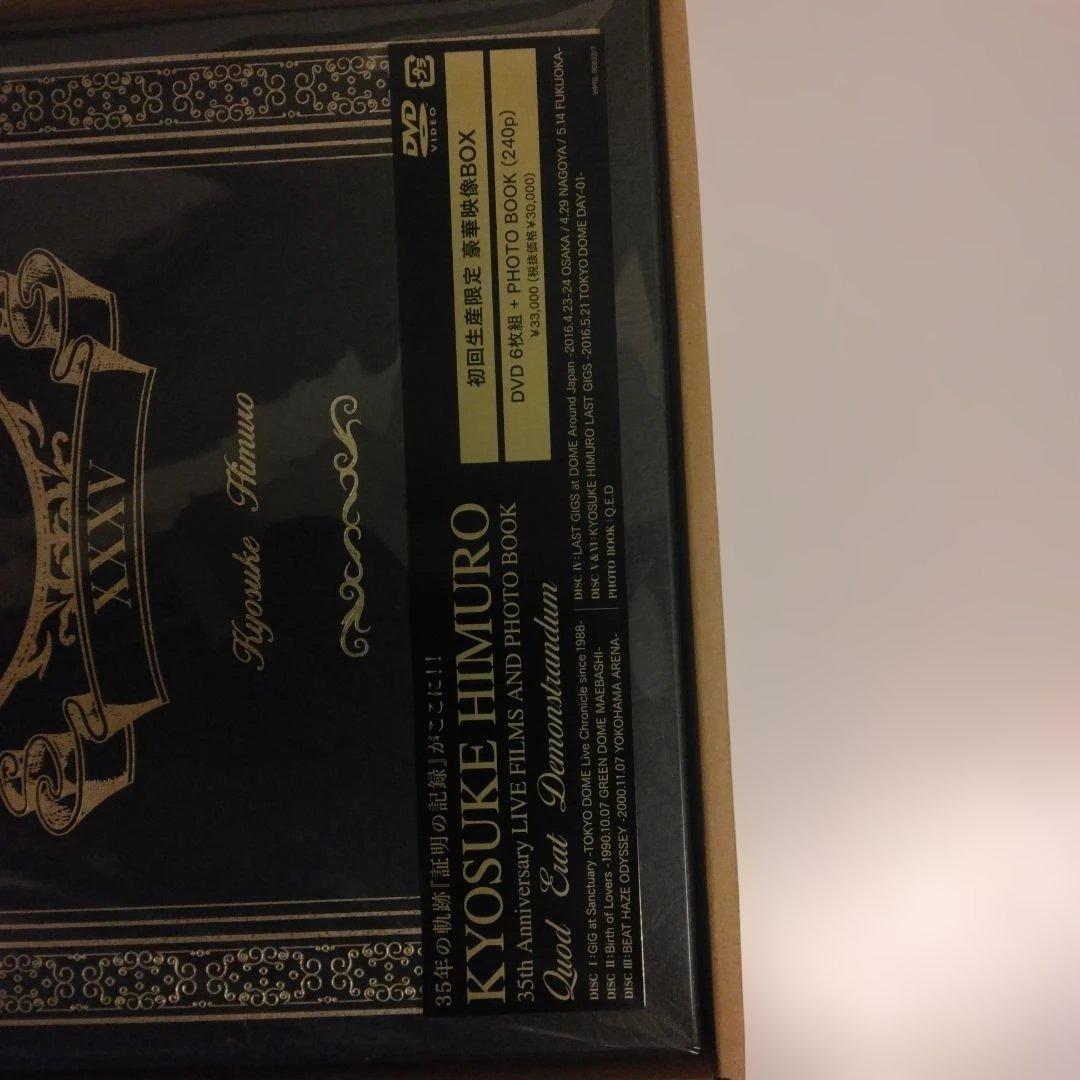 XXXV
Kyosuke Himuro
35年の軌跡『証明の記録』がここに!!
KYOSUKE HIMURO
35th Anniversary LIVE FILMS AND PHOTO BOOK
Quod Erat Demonstrandum
初回生産限定 豪華映像BOX
DVD 6枚組 + PHOTO BOOK (240p)
¥33,000 (税抜価格¥30,000)
DVD
VIDEO
DISC I:GIG at Sanctuary -TOKYO DOME Live Chronicle since 1988-
DISC II:Birth of Lovers -1990.10.07 GREEN DOME MAEBASHI-
DISC III:BEAT HAZE ODYSSEY -2000.11.07 YOKOHAMA ARENA-
DISC IV:LAST GIGS at DOME Around Japan -2016.4.23-24 OSAKA / 4.29 NAGOYA / 5.14 FUKUOKA-
DISC V & VI:KYOSUKE HIMURO LAST GIGS -2016.5.21 TOKYO DOME DAY-01-
PHOTO BOOK:Q.E.D